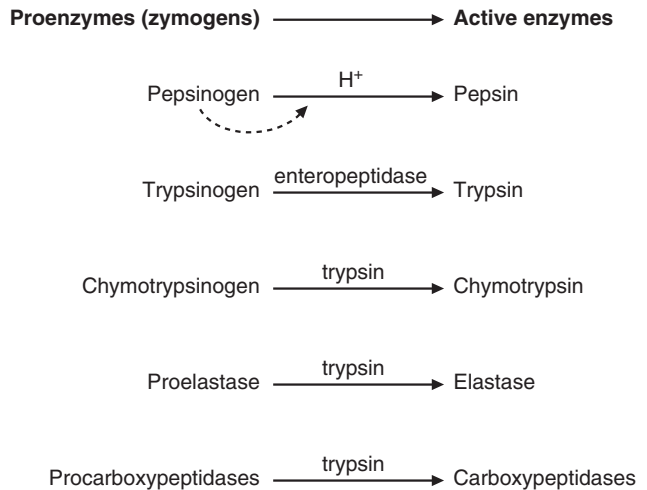 Proenzymes (zymogens) Active enzymes
H+
Pepsinogen Pepsin
enteropeptidase
Trypsinogen Trypsin
trypsin
Chymotrypsinogen Chymotrypsin
trypsin
Proelastase Elastase
trypsin
Procarboxypeptidases Carboxypeptidases